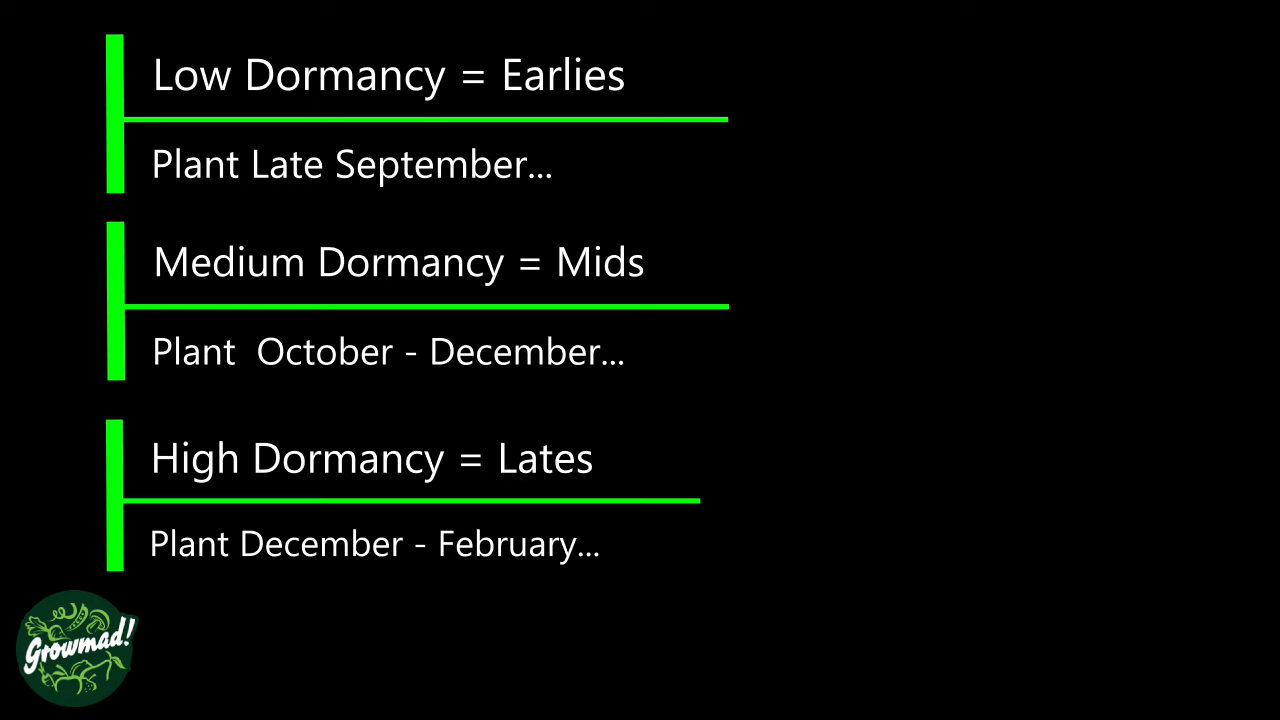 Low Dormancy = Earlies
Plant Late September...
Medium Dormancy = Mids
Plant  October - December...
High Dormancy = Lates
Plant December - February...
Growmad!